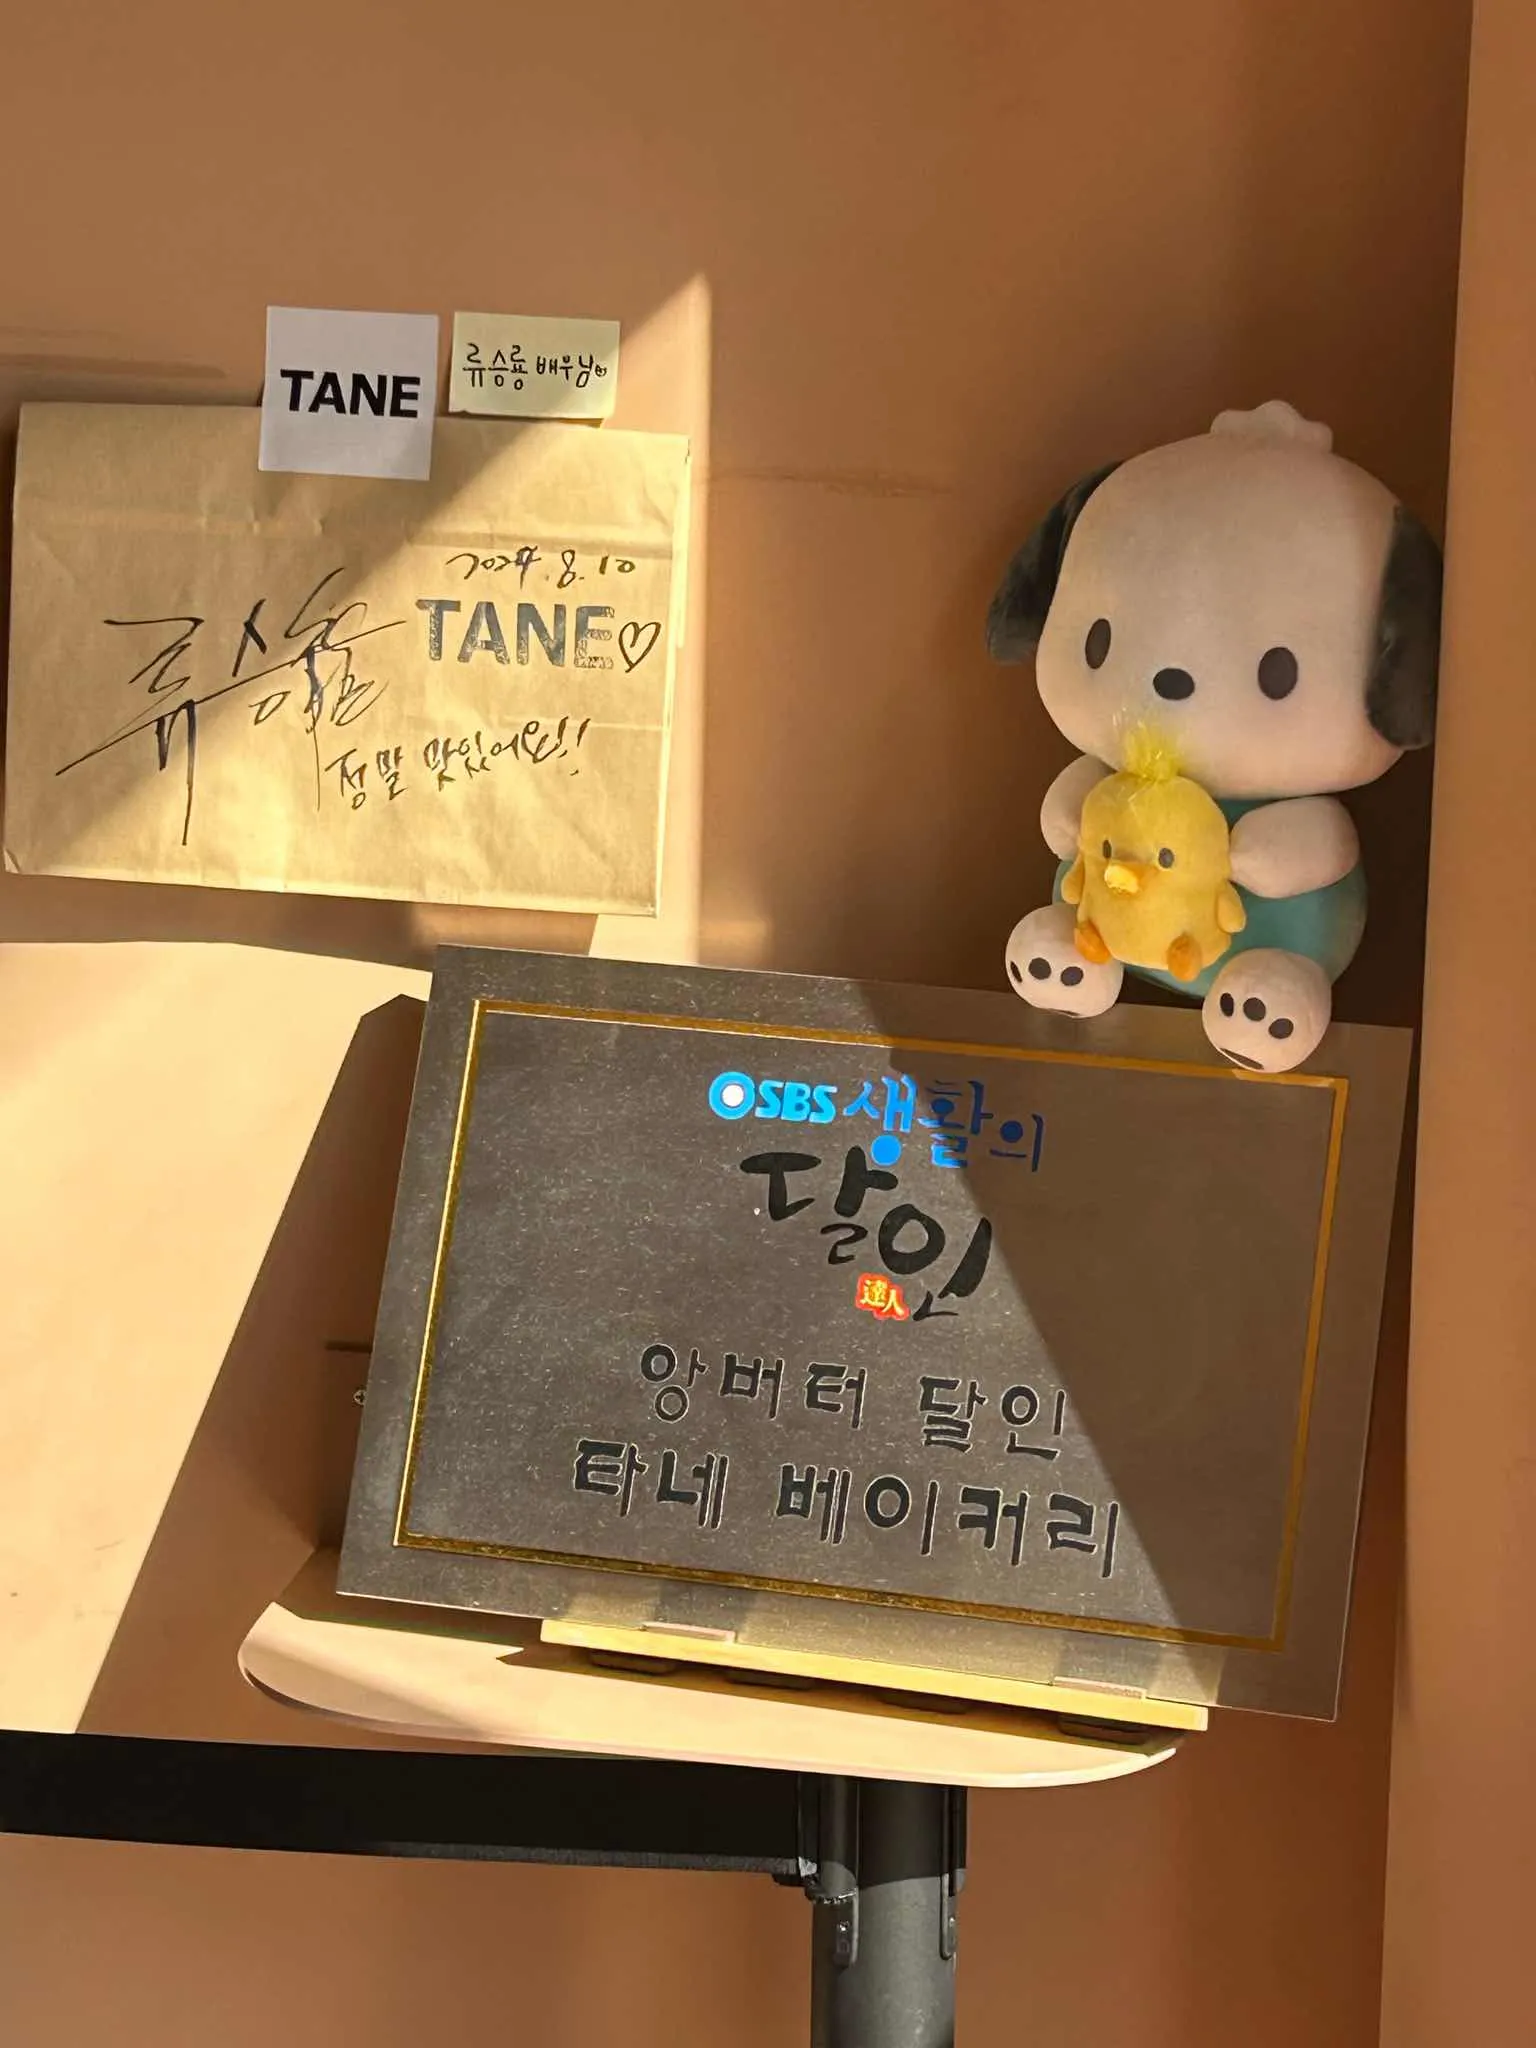 TANE
류승룡 배우님
2024.8.10
류승룡
TANE♡
정말 맛있어요!!
SBS 생활의
달인
達人
앙버터 달인
타네 베이커리